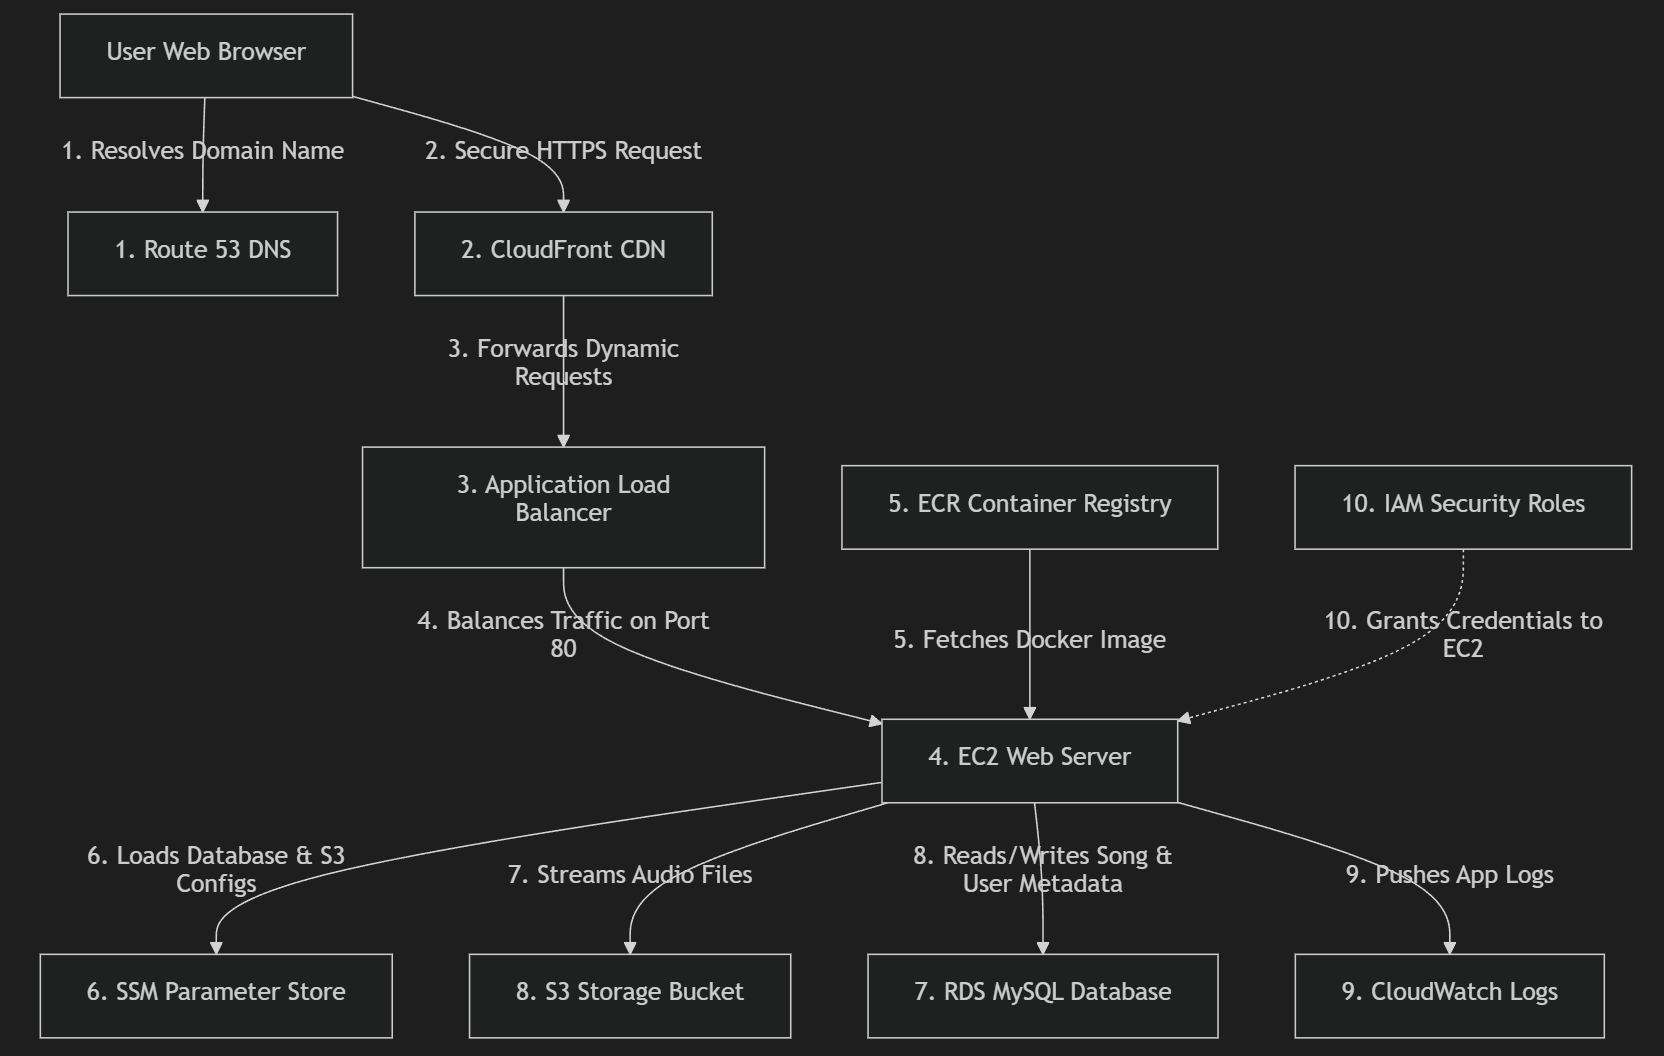 User Web Browser
1. Resolves Domain Name
2. Secure HTTPS Request
1. Route 53 DNS
2. CloudFront CDN
3. Forwards Dynamic
Requests
3. Application Load
Balancer
5. ECR Container Registry
10. IAM Security Roles
4. Balances Traffic on Port
80
5. Fetches Docker Image
10. Grants Credentials to
EC2
4. EC2 Web Server
6. Loads Database & S3
Configs
7. Streams Audio Files
8. Reads/Writes Song &
User Metadata
9. Pushes App Logs
6. SSM Parameter Store
8. S3 Storage Bucket
7. RDS MySQL Database
9. CloudWatch Logs